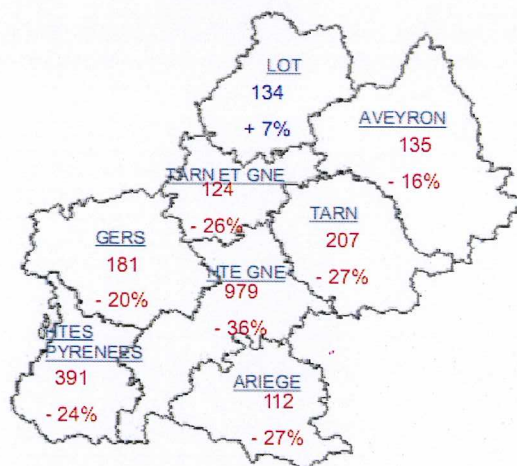 LOT
134
+ 7%
AVEYRON
135
- 16%
TARN ET GNE
124
- 26%
TARN
207
- 27%
GERS
181
- 20%
HTE GNE
979
- 36%
HTES
PYRENEES
391
- 24%
ARIEGE
112
- 27%